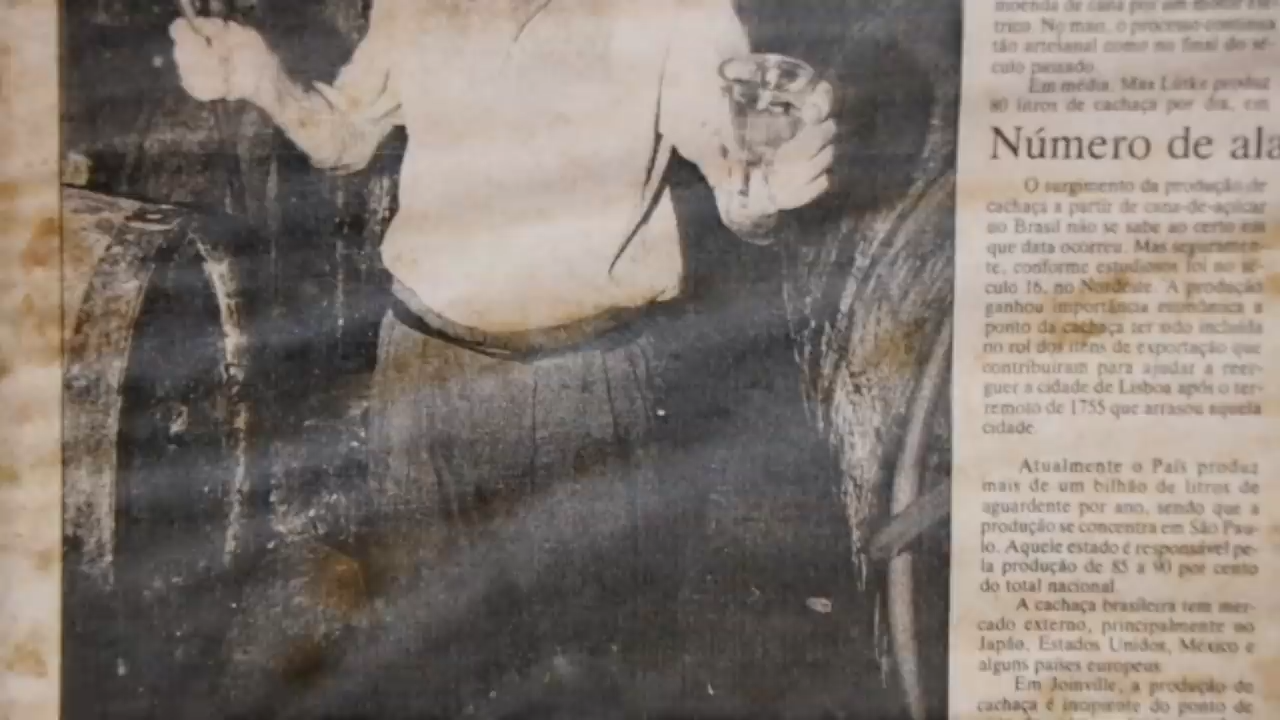 moenda de cana por um motor elé-
trico. No mais, o processo continua
tão artesanal como no final do sé-
culo passado.
Em média, Max Lütke produz
80 litros de cachaça por dia, em
Número de ala
O surgimento da produção de
cachaça a partir de cana-de-açúcar
no Brasil não se sabe ao certo em
que data ocorreu. Mas seguramen-
te, conforme estudiosos foi no sé-
culo 16, no Nordeste. A produção
ganhou importância econômica a
ponto da cachaça ter sido incluída
no rol dos itens de exportação que
contribuíram para ajudar a reer-
guer a cidade de Lisboa após o ter-
remoto de 1755 que arrasou aquela
cidade.
Atualmente o País produz
mais de um bilhão de litros de
aguardente por ano, sendo que a
produção se concentra em São Pau-
lo. Aquele estado é responsável pe-
la produção de 85 a 90 por cento
do total nacional.
A cachaça brasileira tem mer-
cado externo, principalmente no
Japão, Estados Unidos, México e
alguns países europeus.
Em Joinville, a produção de
cachaça é incipiente do ponto de